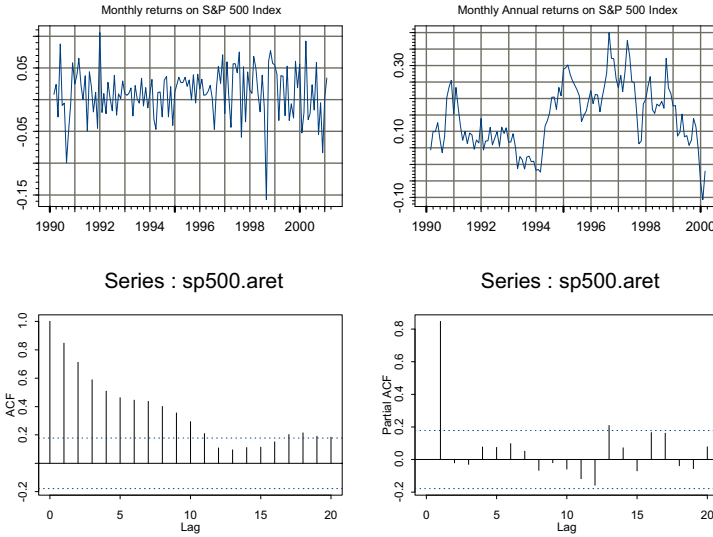 Monthly returns on S&P 500 Index
0.05
-0.05
-0.15
1990 1992 1994 1996 1998 2000
Monthly Annual returns on S&P 500 Index
0.30
0.10
-0.10
1990 1992 1995 1996 1998 2000
Series : sp500.aret
ACF
1.0
0.8
0.6
0.4
0.2
-0.2
0 5 10 15 20
Lag
Series : sp500.aret
Partial ACF
0.8
0.6
0.4
0.2
0.0
-0.2
0 5 10 15 20
Lag